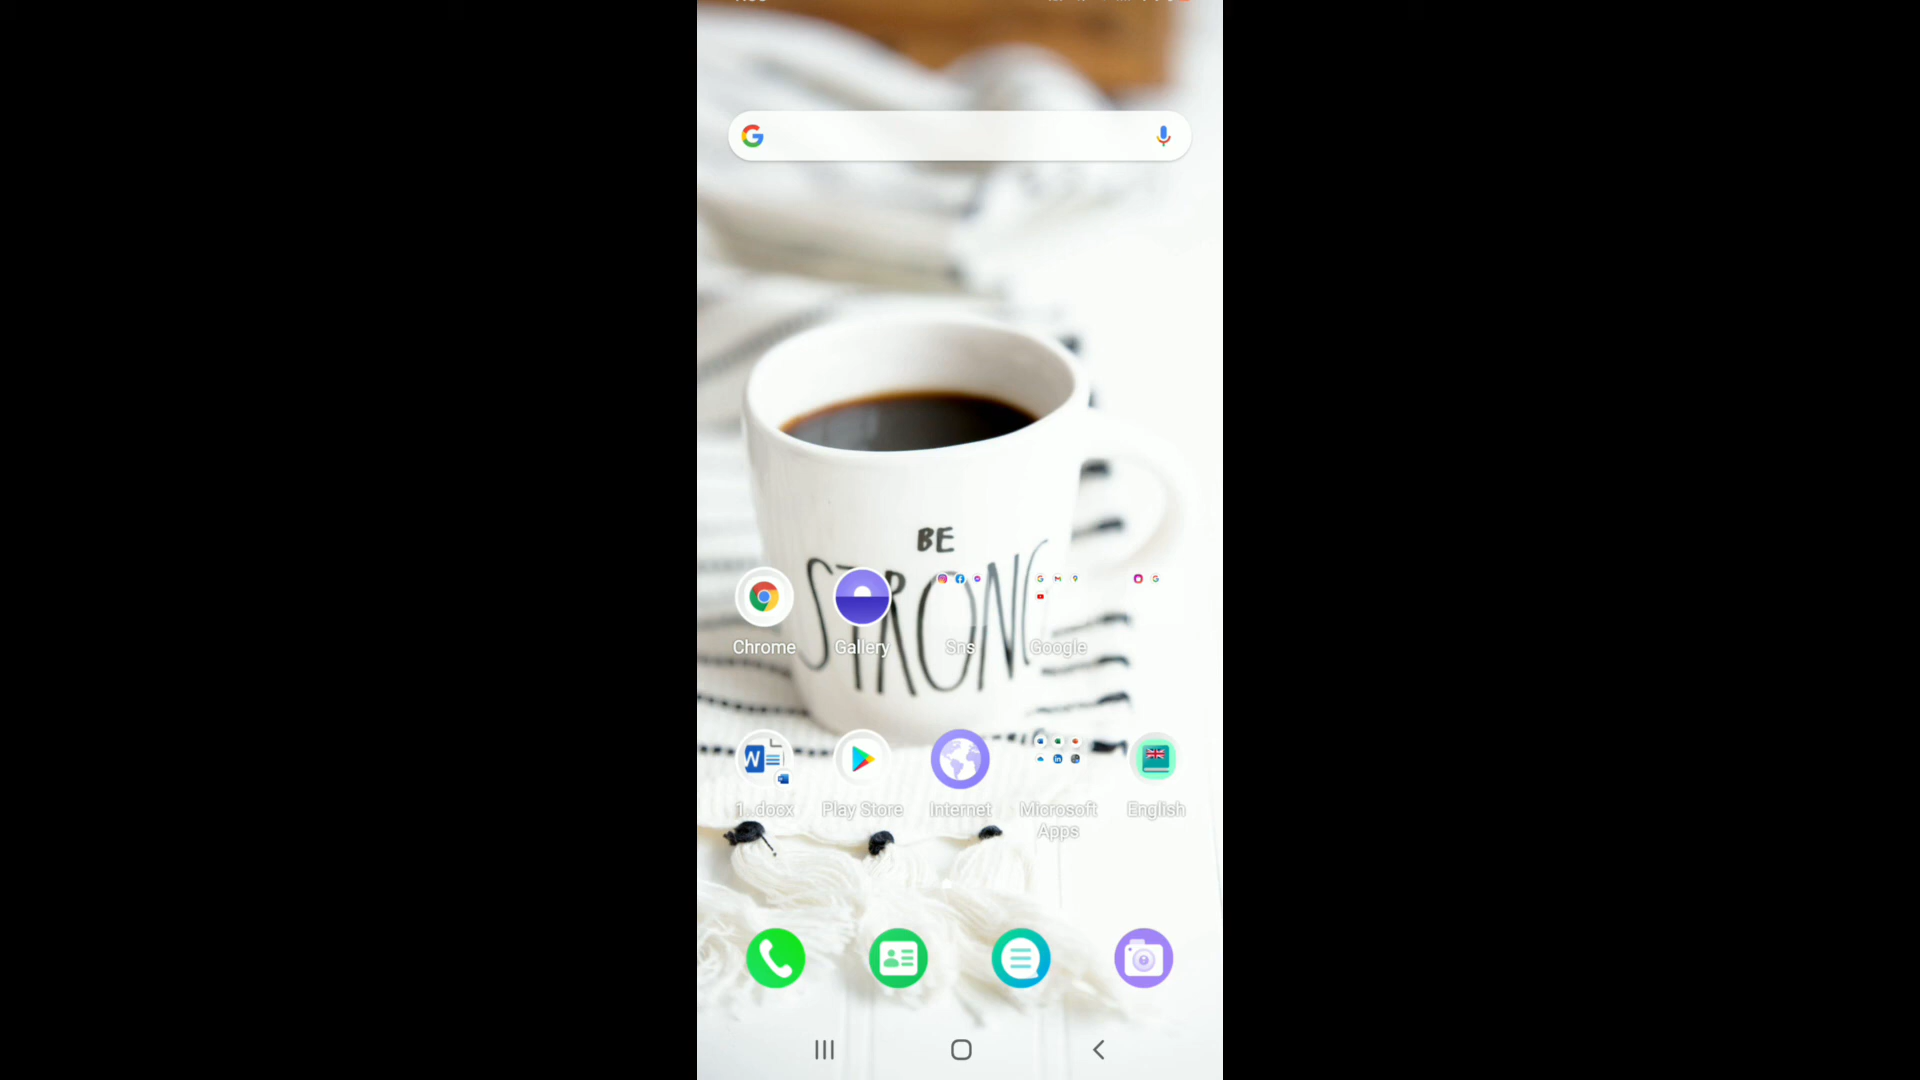 BE
STRONG
Chrome
Gallery
Sns
Google
1...docx
Play Store
Internet
Microsoft
Apps
English